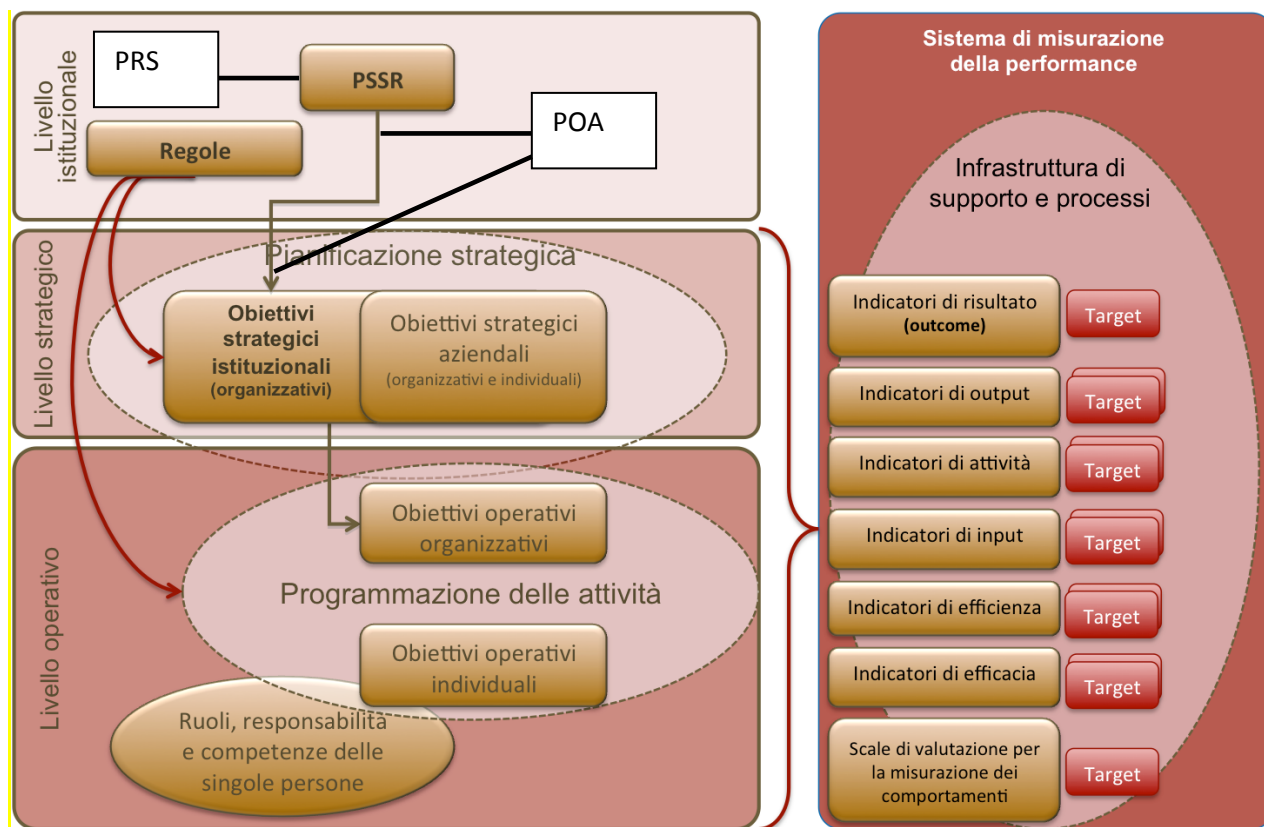 Livello
istituzionale
PRS
PSSR
POA
Regole
Livello strategico
Pianificazione strategica
Obiettivi
strategici
istituzionali
(organizzativi)
Obiettivi strategici
aziendali
(organizzativi e individuali)
Livello operativo
Obiettivi operativi
organizzativi
Programmazione delle attività
Obiettivi operativi
individuali
Ruoli, responsabilità
e competenze delle
singole persone
Sistema di misurazione
della performance
Infrastruttura di
supporto e processi
Indicatori di risultato
(outcome)
Target
Indicatori di output
Target
Indicatori di attività
Target
Indicatori di input
Target
Indicatori di efficienza
Target
Indicatori di efficacia
Target
Scale di valutazione per
la misurazione dei
comportamenti
Target